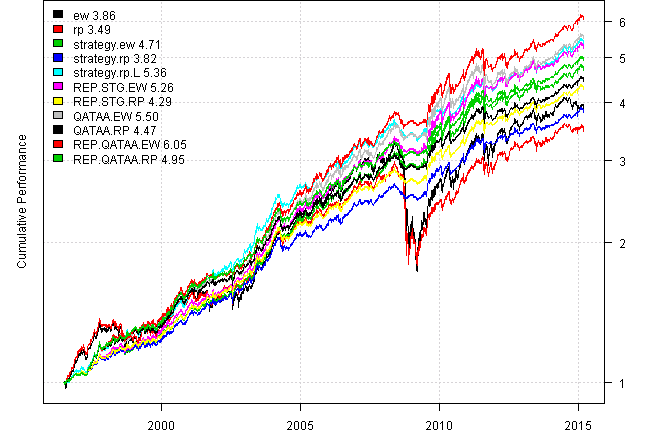 ew 3.86
rp 3.49
strategy.ew 4.71
strategy.rp 3.82
strategy.rp.L 5.36
REP.STG.EW 5.26
REP.STG.RP 4.29
QATAA.EW 5.50
QATAA.RP 4.47
REP.QATAA.EW 6.05
REP.QATAA.RP 4.95
Cumulative Performance
6
5
4
3
2
1
2000 2005 2010 2015